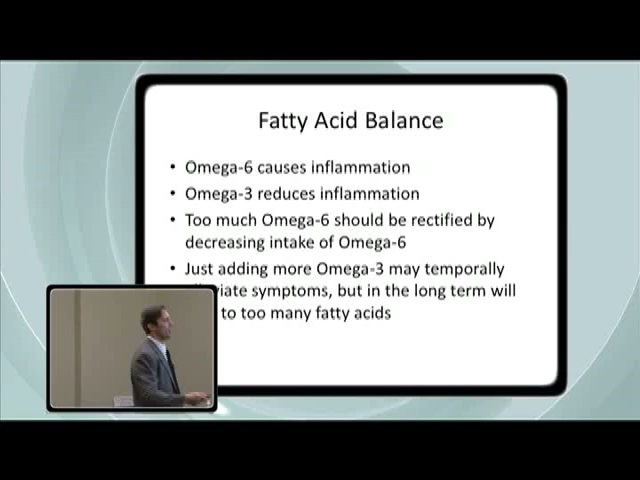 Fatty Acid Balance
• Omega-6 causes inflammation
• Omega-3 reduces inflammation
• Too much Omega-6 should be rectified by
decreasing intake of Omega-6
• Just adding more Omega-3 may temporally
symptoms, but in the long term will
to too many fatty acids